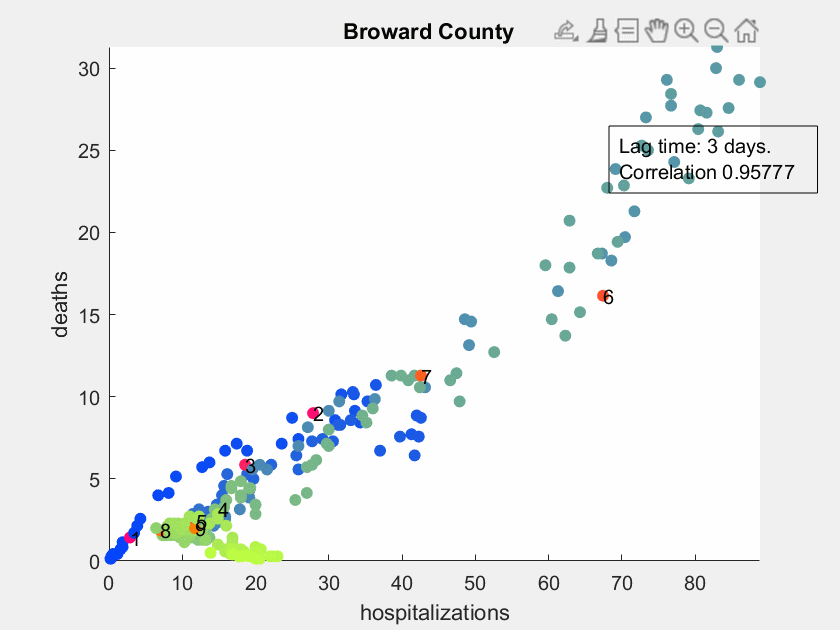 Broward County
30
25
20
15
10
5
0
deaths
Lag time: 3 days.
Correlation 0.95777
6
7
2
3
4
5
9
8
1
0 10 20 30 40 50 60 70 80
hospitalizations